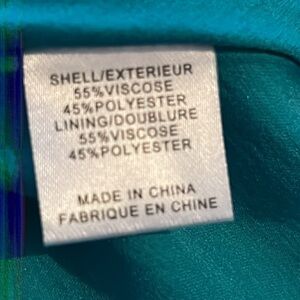 SHELL/EXTERIEUR
55%VISCOSE
45%POLYESTER
LINING/DOUBLURE
55%VISCOSE
45%POLYESTER
MADE IN CHINA
FABRIQUE EN CHINE